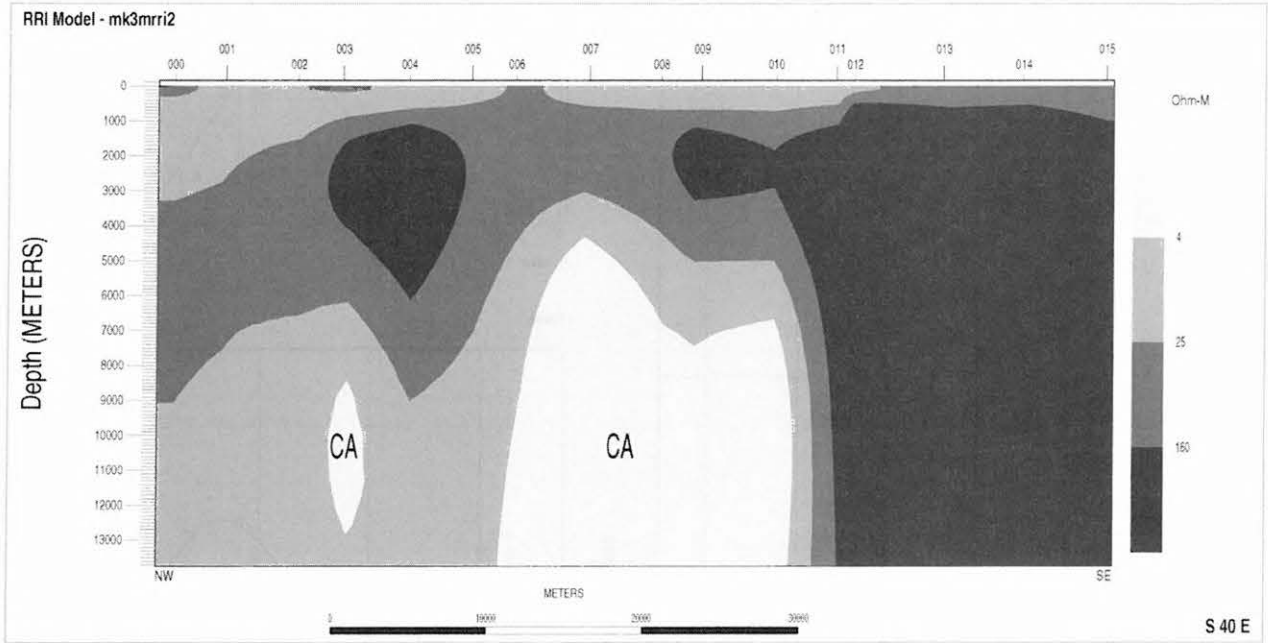 RRI Model - mk3mrri2
000 001 002 003 004 005 006 007 008 009 010 011 012 013 014 015
0
1000
2000
3000
4000
5000
6000
7000
8000
9000
10000
11000
12000
13000
Depth (METERS)
Ohm-M
4
25
160
CA
CA
NW
SE
METERS
0 10000 20000 30000
S 40 E